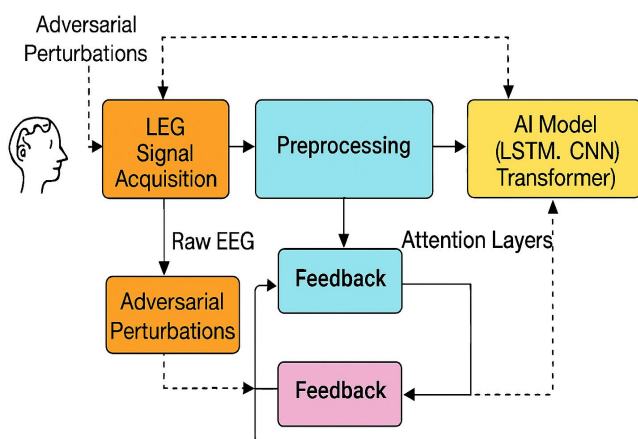 Adversarial
Perturbations
LEG
Signal
Acquisition
Preprocessing
AI Model
(LSTM. CNN)
Transformer)
Raw EEG
Attention Layers
Feedback
Adversarial
Perturbations
Feedback